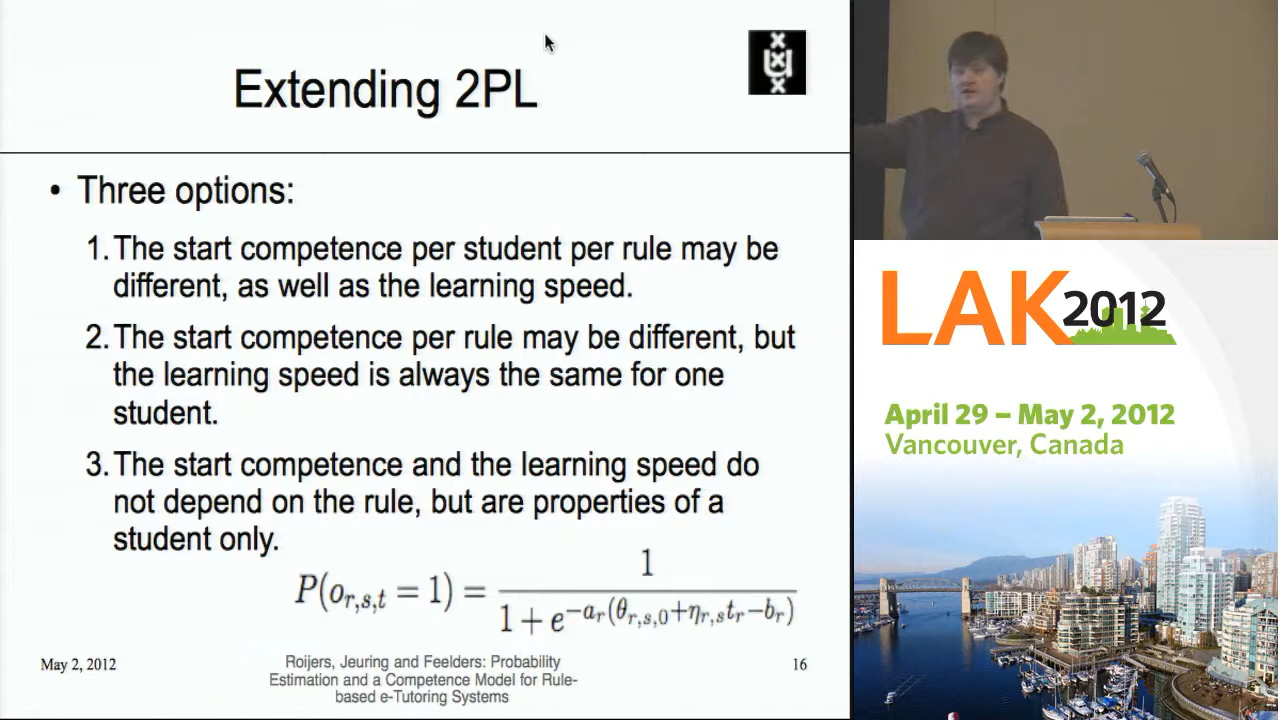 Extending 2PL
• Three options:
1. The start competence per student per rule may be
different, as well as the learning speed.
2. The start competence per rule may be different, but
the learning speed is always the same for one
student.
3. The start competence and the learning speed do
not depend on the rule, but are properties of a
student only.
P(o_{r,s,t} = 1) = \frac{1}{1 + e^{-a_r(θ_{r,s,0}+η_{r,s}t_r-b_r)}}
May 2, 2012
Roijers, Jeuring and Feelders: Probability
Estimation and a Competence Model for Rule-
based e-Tutoring Systems
16
LAK2012
April 29 – May 2, 2012
Vancouver, Canada